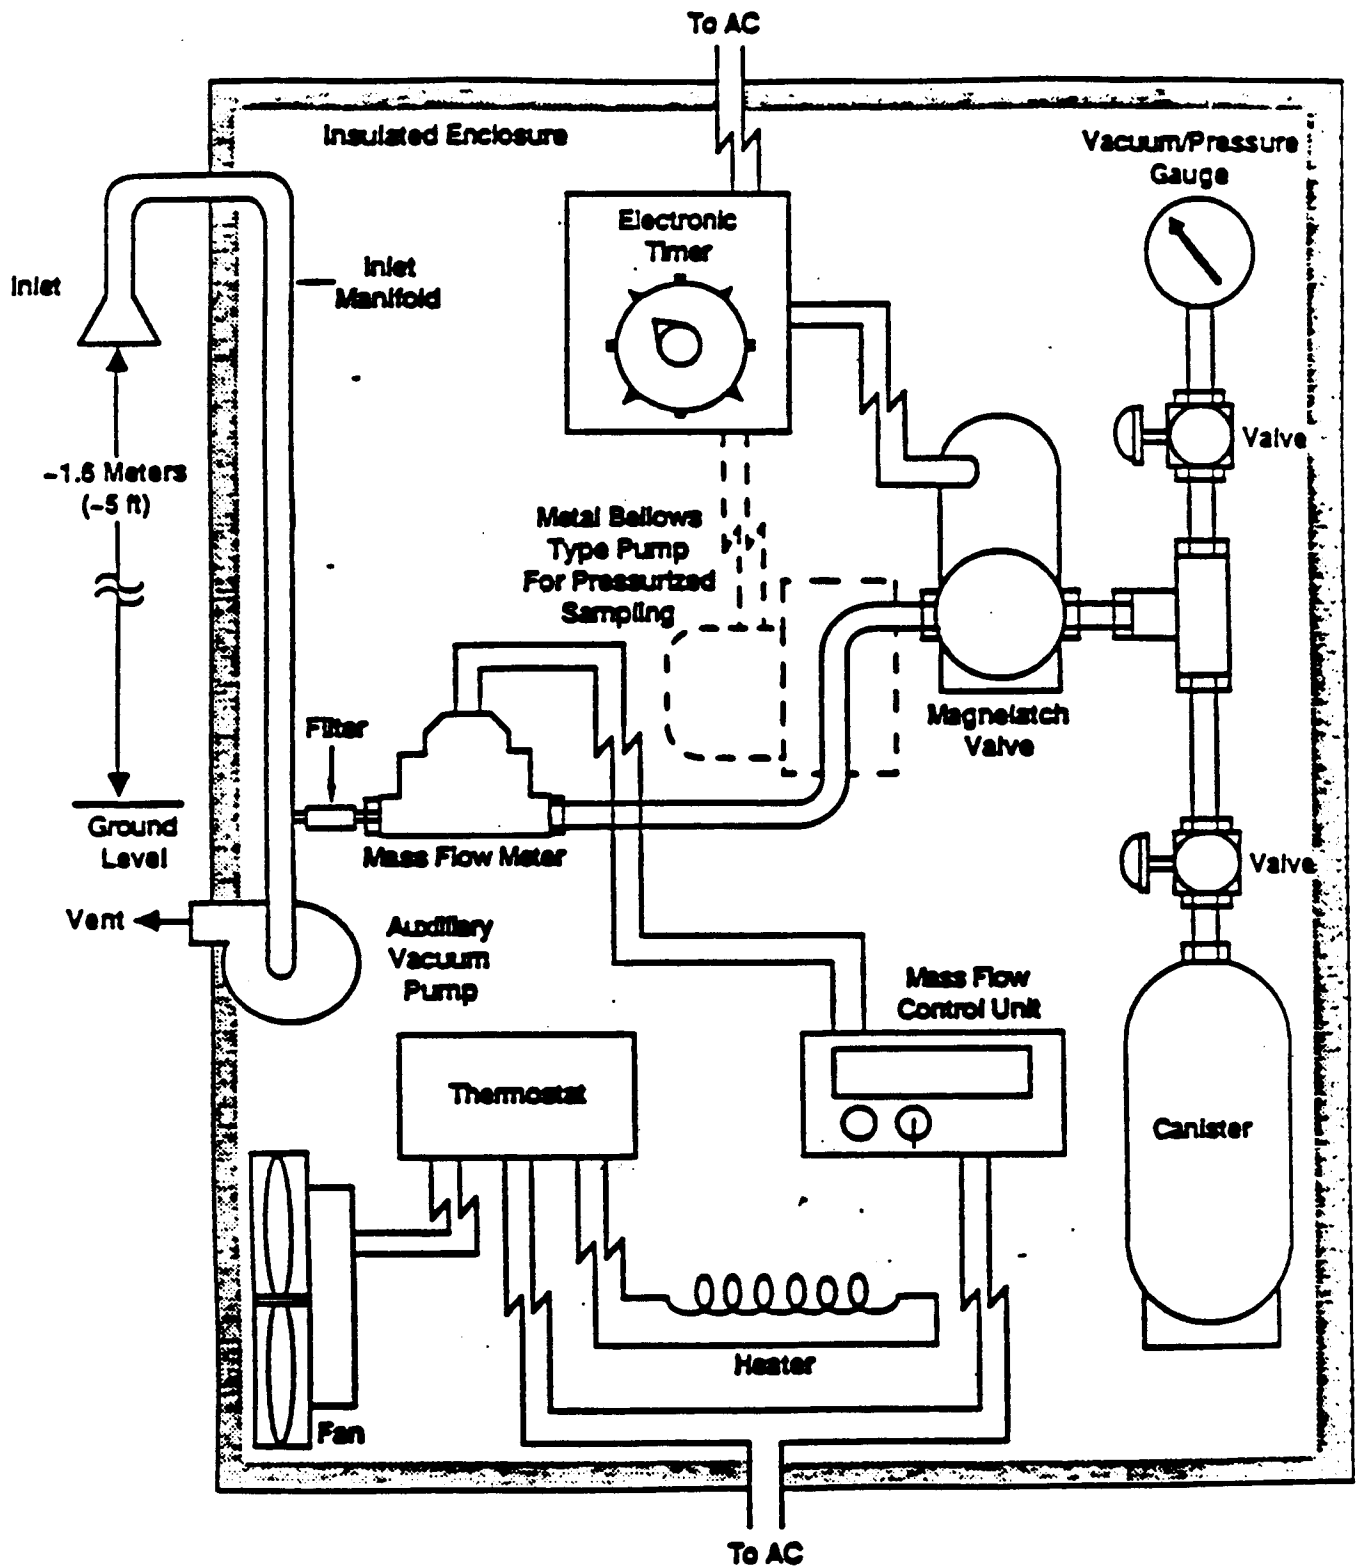 To AC
Insulated Enclosure
Vacuum/Pressure
Gauge
Electronic
Timer
Inlet
Inlet
Manifold
Valve
~1.6 Meters
(~5 ft)
Metal Bellows
Type Pump
For Pressurized
Sampling
Magnelatch
Valve
Filter
Ground
Level
Mass Flow Meter
Valve
Vent
Auxiliary
Vacuum
Pump
Mass Flow
Control Unit
Thermostat
Canister
Heater
Fan
To AC